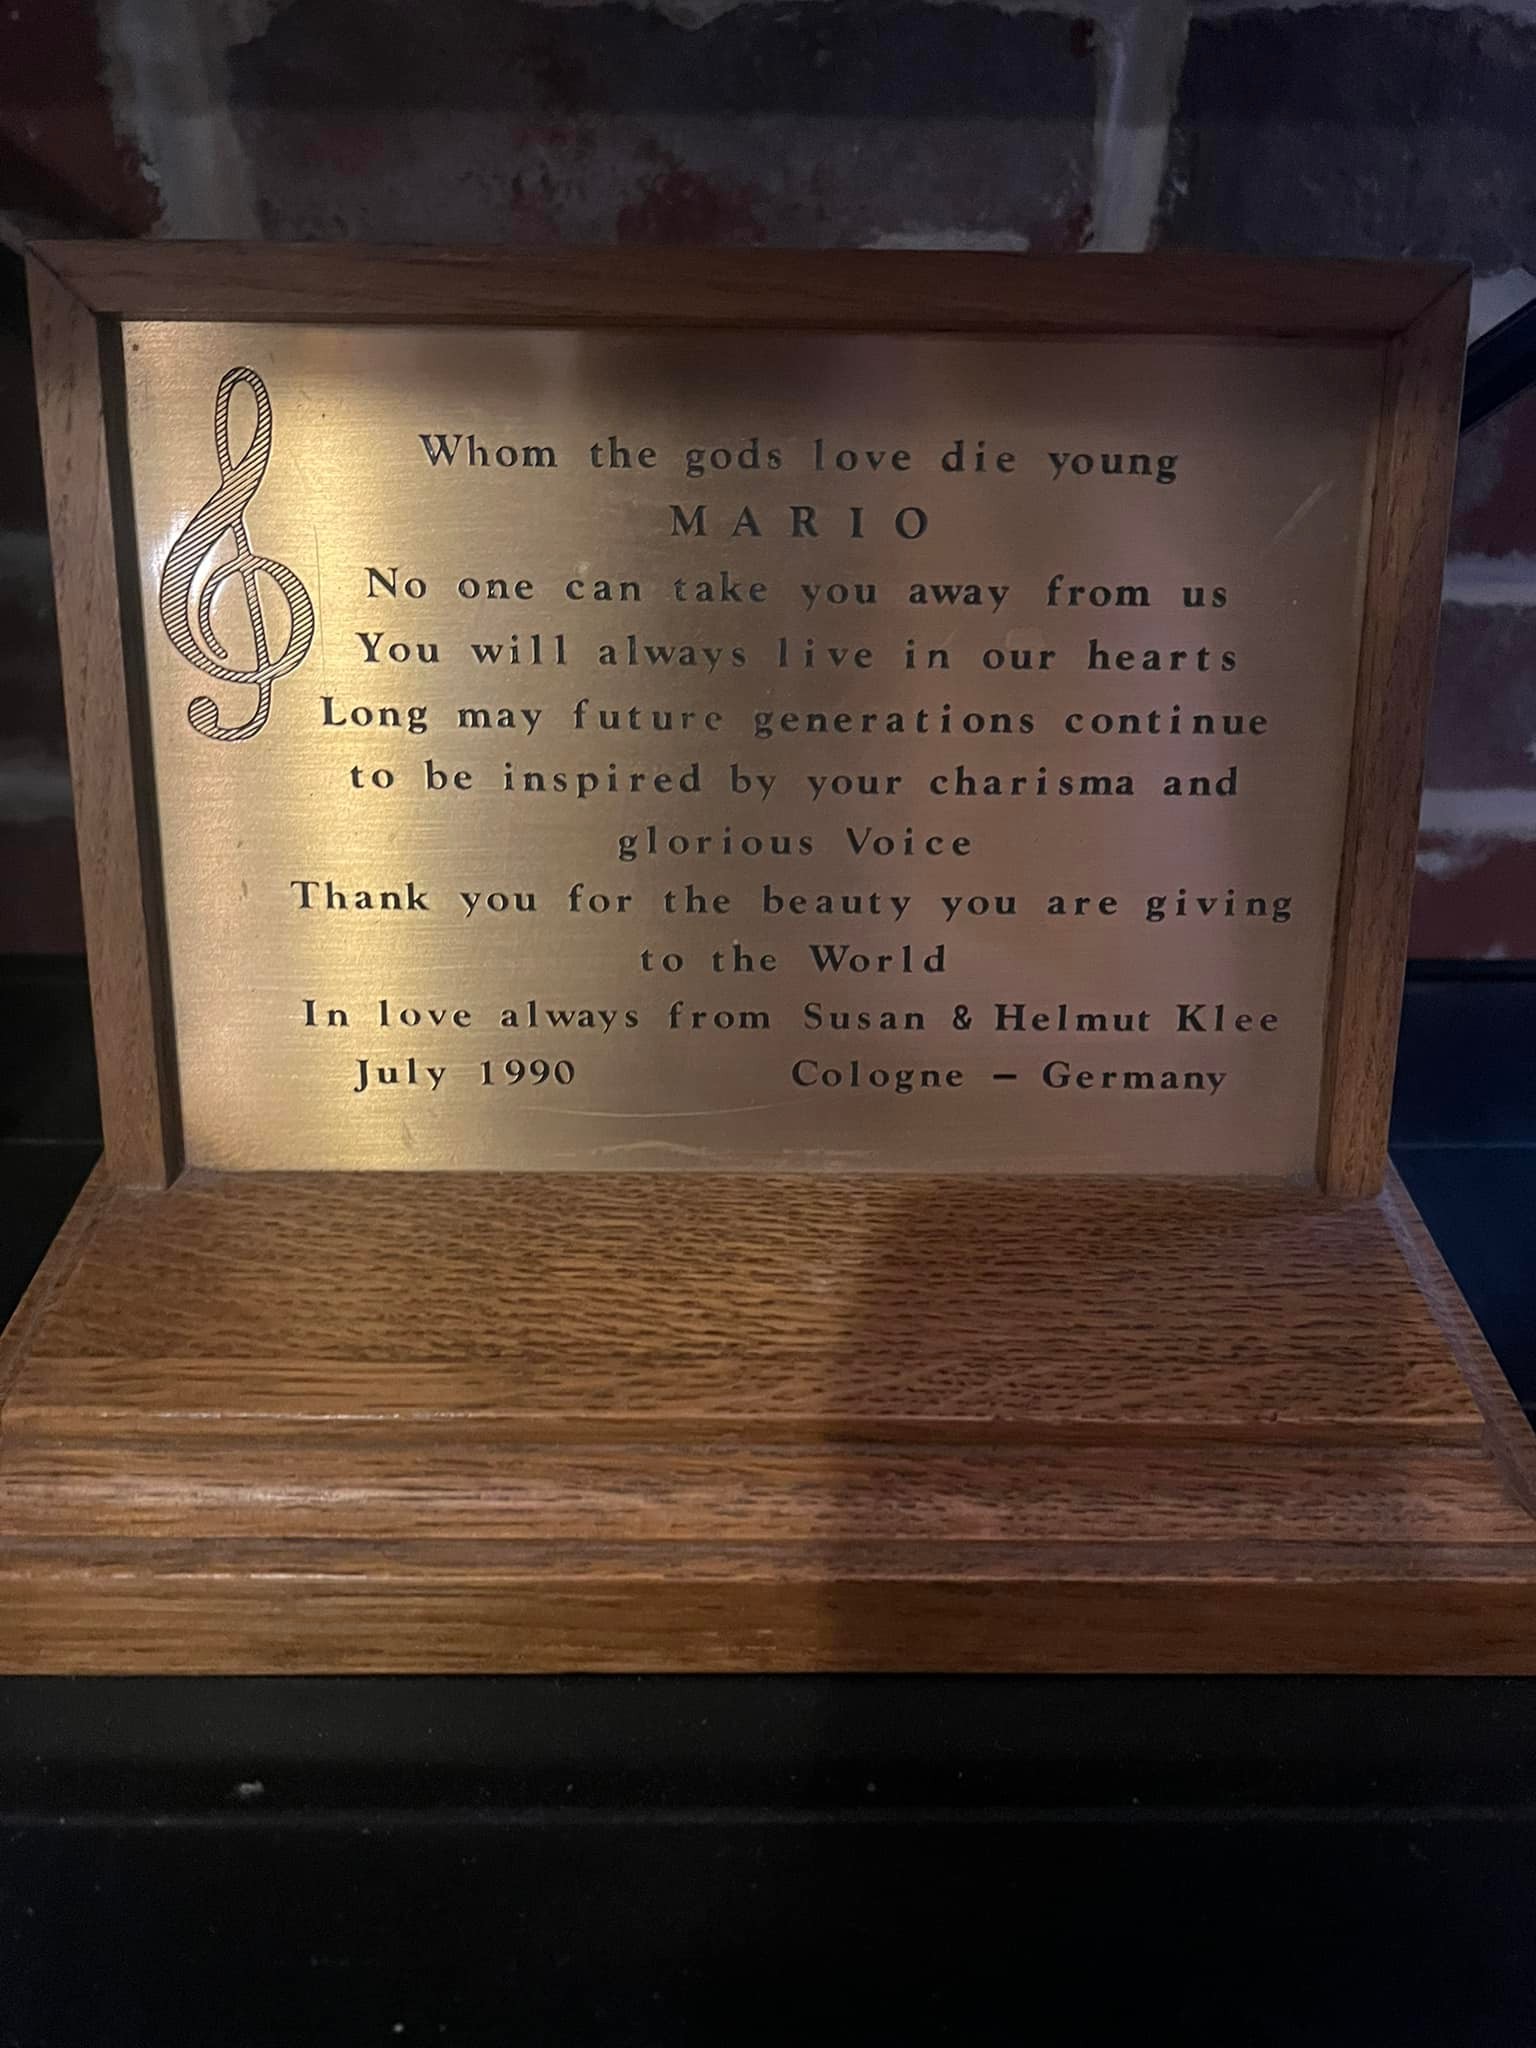 Whom the gods love die young
MARIO
No one can take you away from us
You will always live in our hearts
Long may future generations continue
to be inspired by your charisma and
glorious Voice
Thank you for the beauty you are giving
to the World
In love always from Susan & Helmut Klee
July 1990 Cologne – Germany